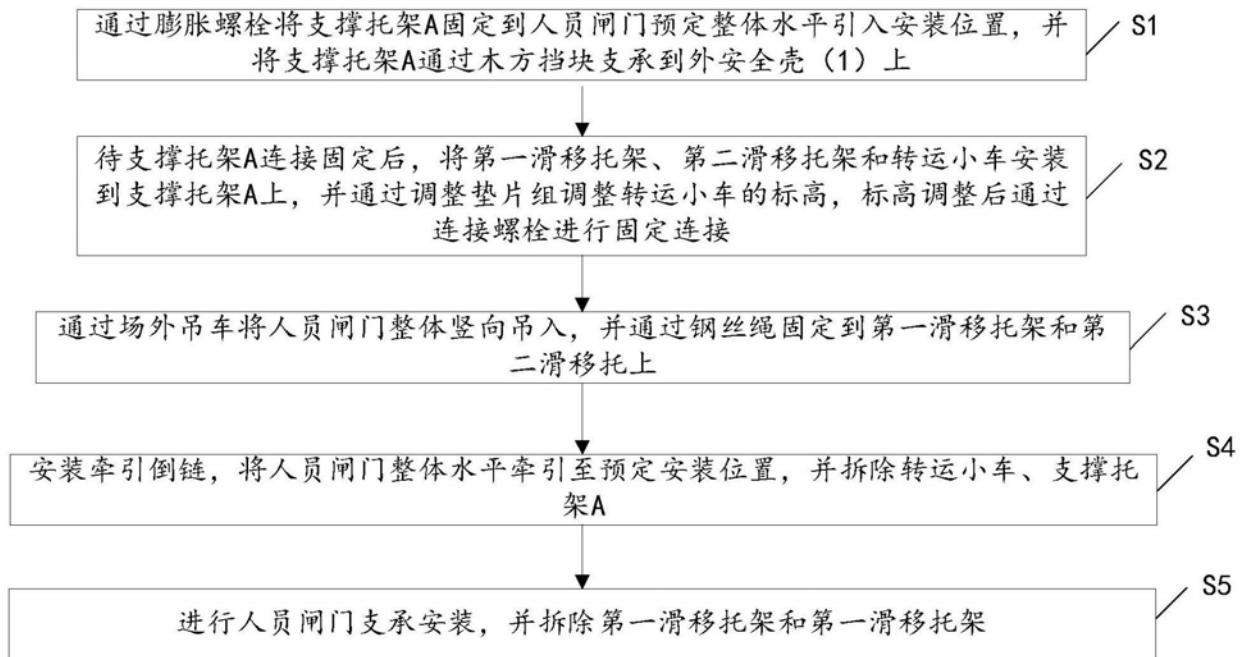 通过膨胀螺栓将支撑托架A固定到人员闸门预定整体水平引入安装位置，并
将支撑托架A通过木方挡块支承到外安全壳（1）上
S1
待支撑托架A连接固定后，将第一滑移托架、第二滑移托架和转运小车安装
到支撑托架A上，并通过调整垫片组调整转运小车的标高，标高调整后通过
连接螺栓进行固定连接
S2
通过场外吊车将人员闸门整体竖向吊入，并通过钢丝绳固定到第一滑移托架和第
二滑移托上
S3
安装牵引倒链，将人员闸门整体水平牵引至预定安装位置，并拆除转运小车、支撑托
架A
S4
进行人员闸门支承安装，并拆除第一滑移托架和第一滑移托架
S5